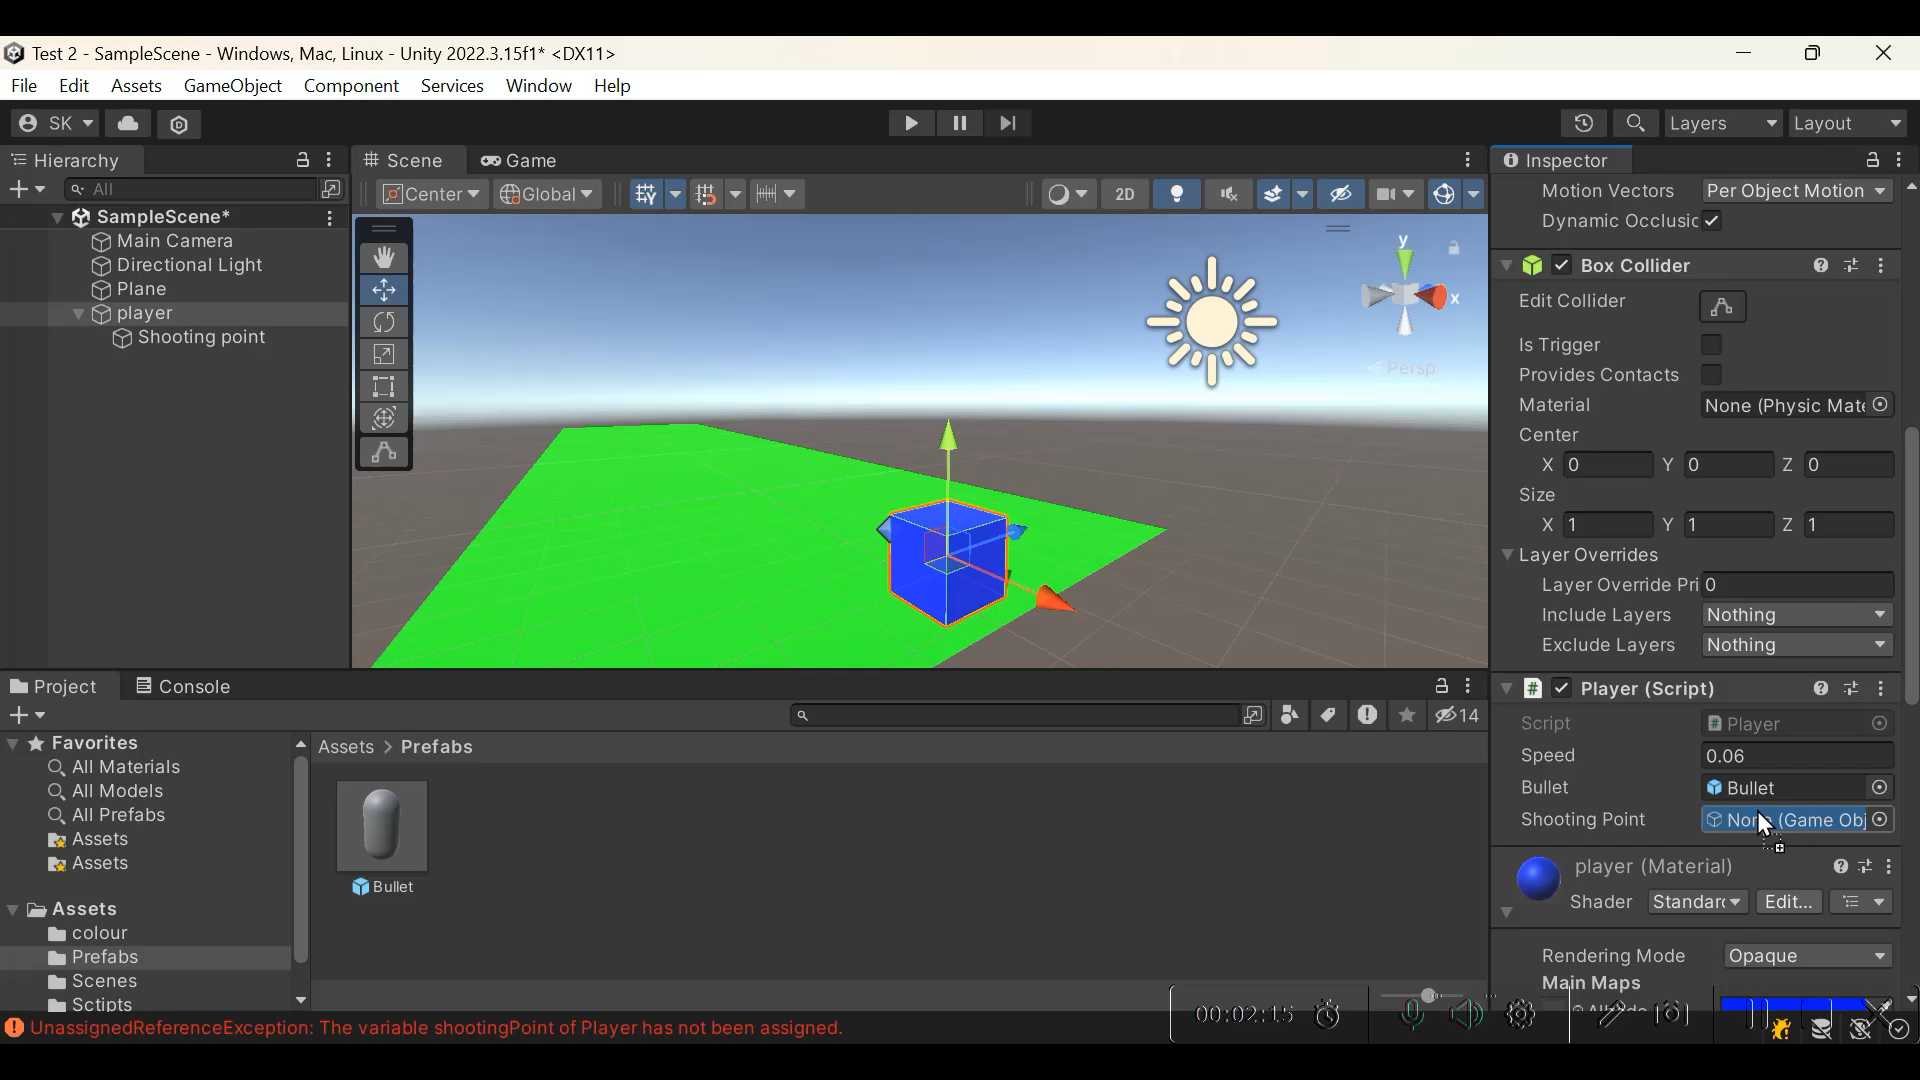 Test 2 - SampleScene - Windows, Mac, Linux - Unity 2022.3.15f1* <DX11>
File Edit Assets GameObject Component Services Window Help
SK Layers Layout
Hierarchy
All
SampleScene*
Main Camera
Directional Light
Plane
player
Shooting point
Scene Game
Center Global 2D
y
x
Persp
Inspector
Motion Vectors Per Object Motion
Dynamic Occlusic
Box Collider
Edit Collider
Is Trigger
Provides Contacts
Material None (Physic Mate
Center
X 0 Y 0 Z 0
Size
X 1 Y 1 Z 1
Layer Overrides
Layer Override Pri 0
Include Layers Nothing
Exclude Layers Nothing
Player (Script)
Script Player
Speed 0.06
Bullet Bullet
Shooting Point None (Game Obj
player (Material)
Shader Standarc Edit...
Rendering Mode Opaque
Main Maps
Project Console
14
Favorites
All Materials
All Models
All Prefabs
Assets
Assets
Assets
colour
Prefabs
Scenes
Sctipts
Assets > Prefabs
Bullet
00:02:15
UnassignedReferenceException: The variable shootingPoint of Player has not been assigned.